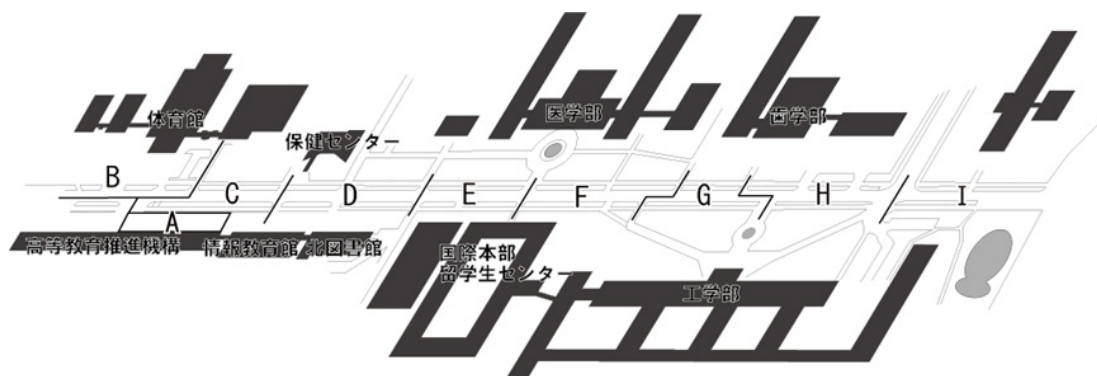 医学部
体育館
歯学部
保健センター
B
C
D
E
F
G
H
I
A
高等教育推進機構
情報教育館
北図書館
国際本部
留学生センター
工学部